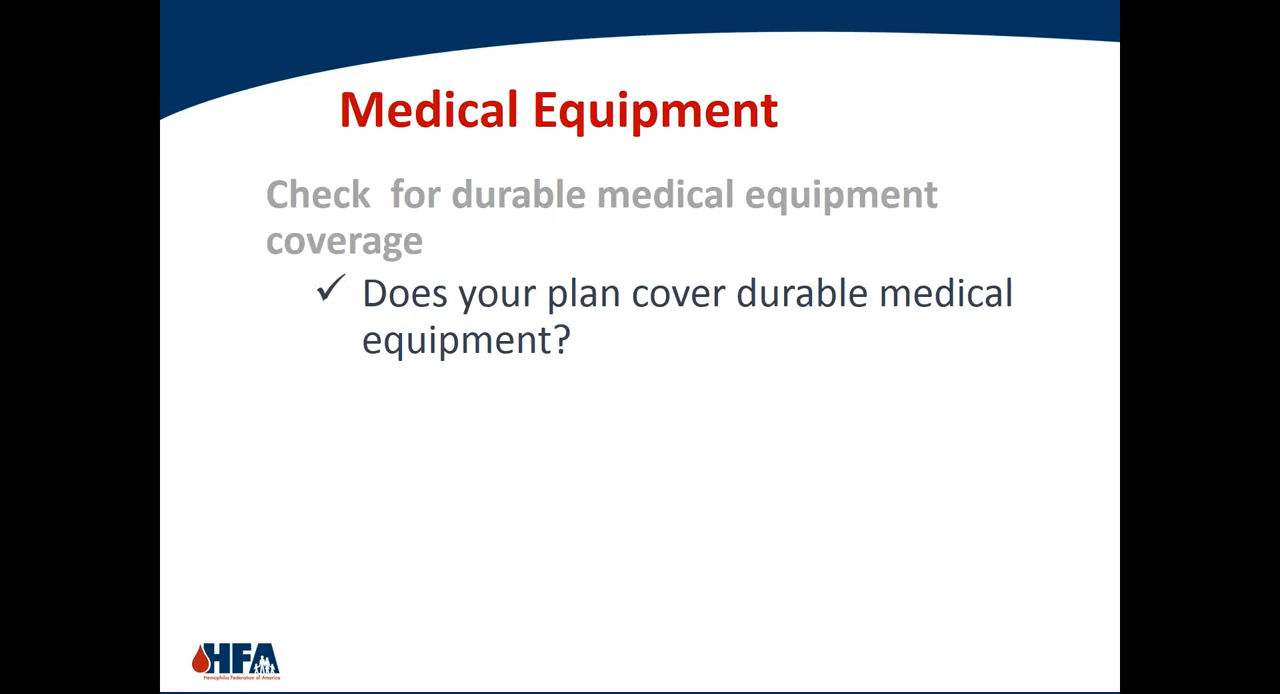 Medical Equipment
Check  for durable medical equipment
coverage
✓ Does your plan cover durable medical
equipment?
HFA
Hemophilia Federation of America